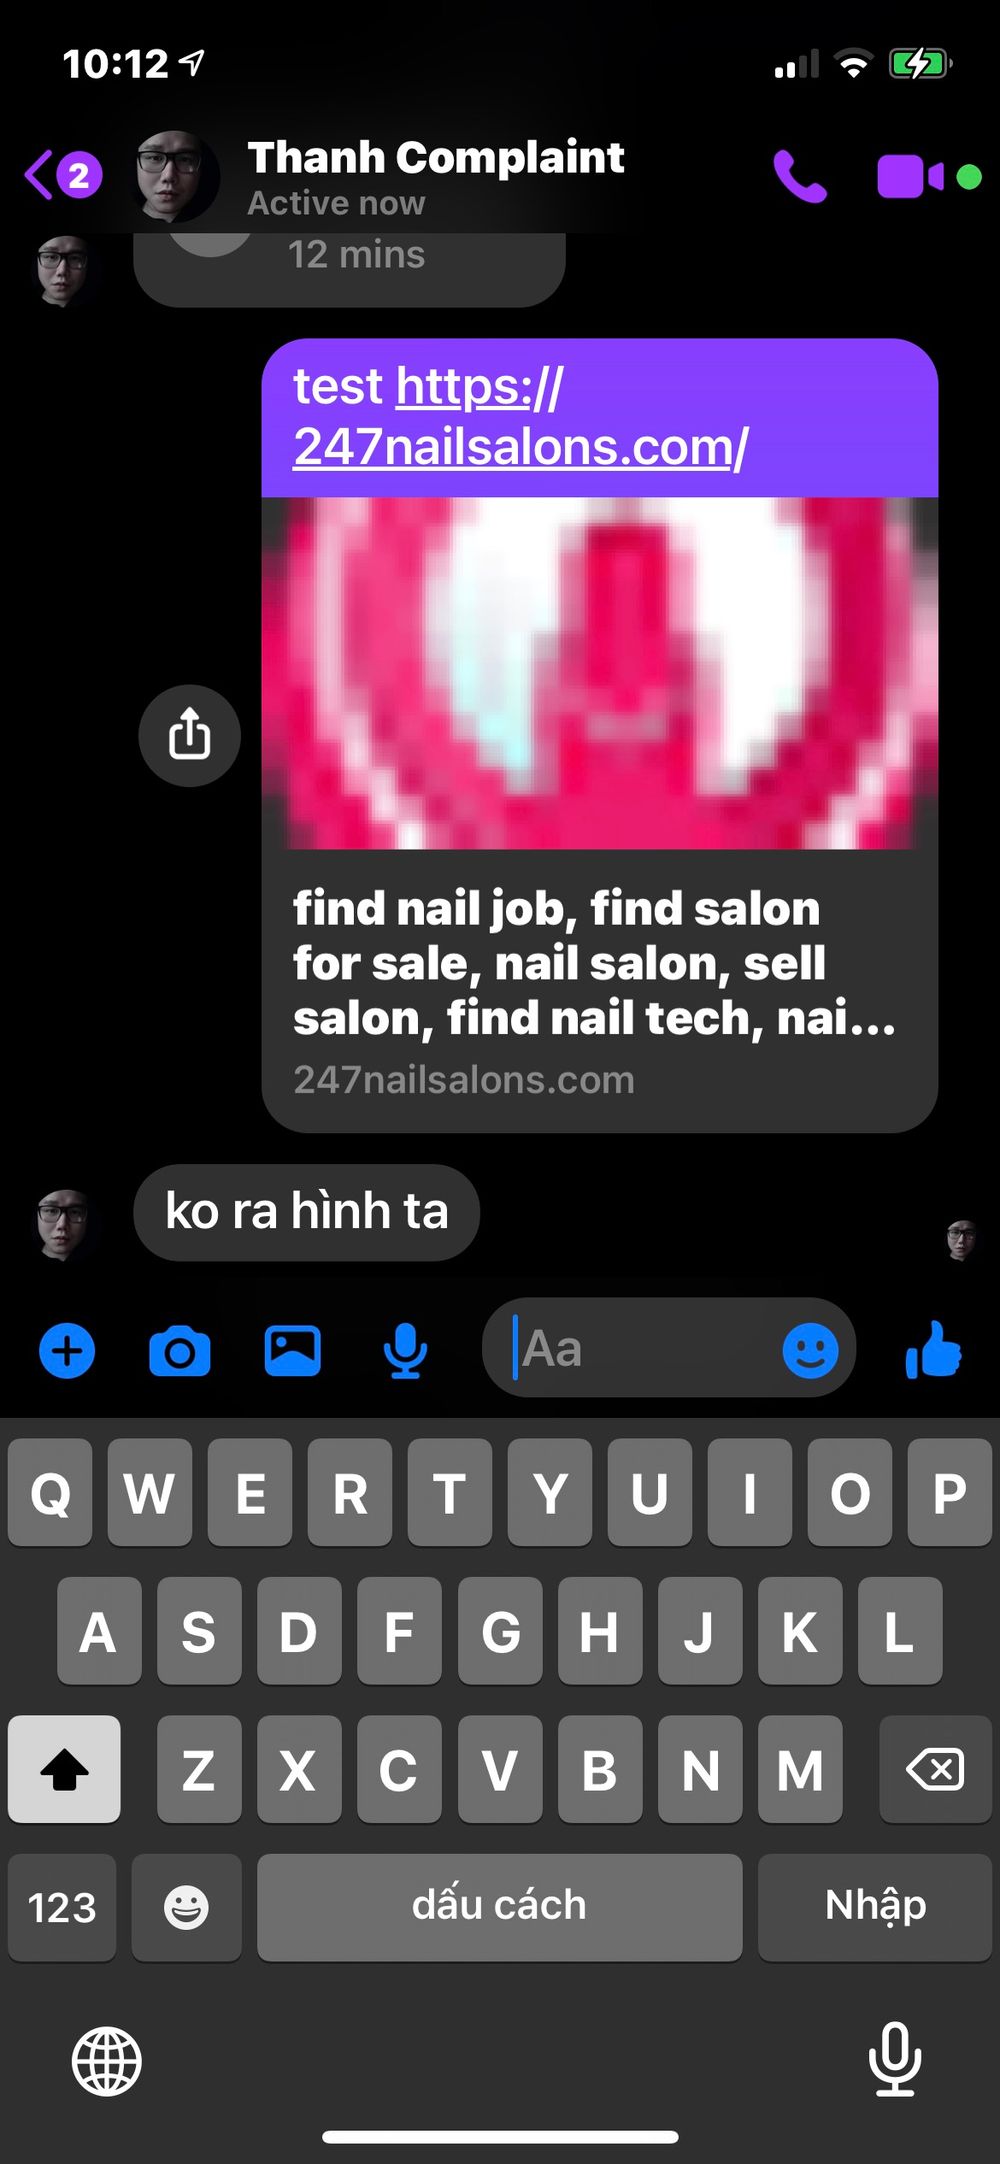 10:12
2
Thanh Complaint
Active now
12 mins
test https://
247nailsalons.com/
find nail job, find salon
for sale, nail salon, sell
salon, find nail tech, nai...
247nailsalons.com
ko ra hình ta
Aa
Q W E R T Y U I O P
A S D F G H J K L
Z X C V B N M
123 dấu cách Nhập